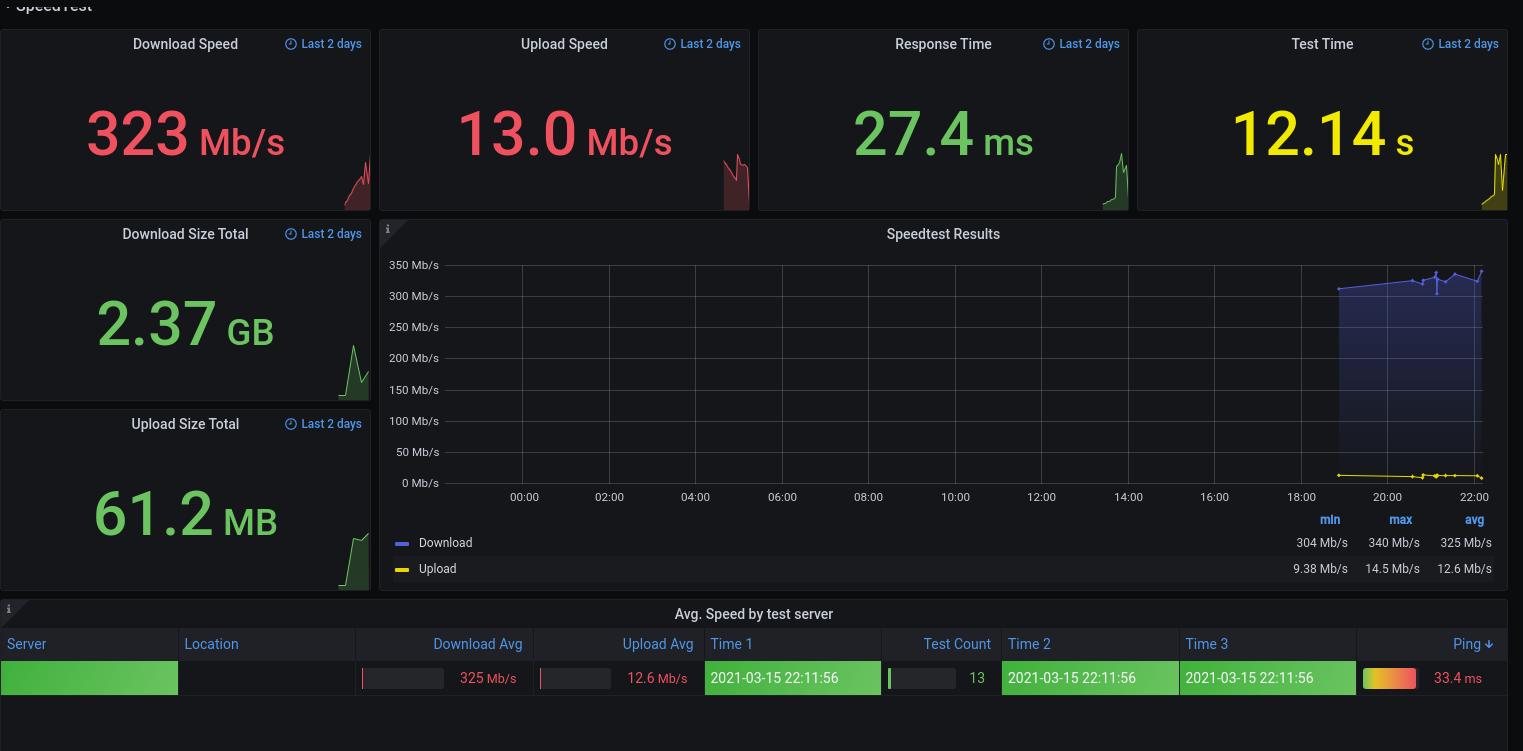 SpeedTest
Download Speed
Last 2 days
323 Mb/s
Upload Speed
Last 2 days
13.0 Mb/s
Response Time
Last 2 days
27.4 ms
Test Time
Last 2 days
12.14 s
Download Size Total
Last 2 days
2.37 GB
Upload Size Total
Last 2 days
61.2 MB
i
Speedtest Results
350 Mb/s
300 Mb/s
250 Mb/s
200 Mb/s
150 Mb/s
100 Mb/s
50 Mb/s
0 Mb/s
00:00 02:00 04:00 06:00 08:00 10:00 12:00 14:00 16:00 18:00 20:00 22:00
min max avg
Download 304 Mb/s 340 Mb/s 325 Mb/s
Upload 9.38 Mb/s 14.5 Mb/s 12.6 Mb/s
i
Avg. Speed by test server
Server Location Download Avg Upload Avg Time 1 Test Count Time 2 Time 3 Ping
325 Mb/s 12.6 Mb/s 2021-03-15 22:11:56 13 2021-03-15 22:11:56 2021-03-15 22:11:56 33.4 ms